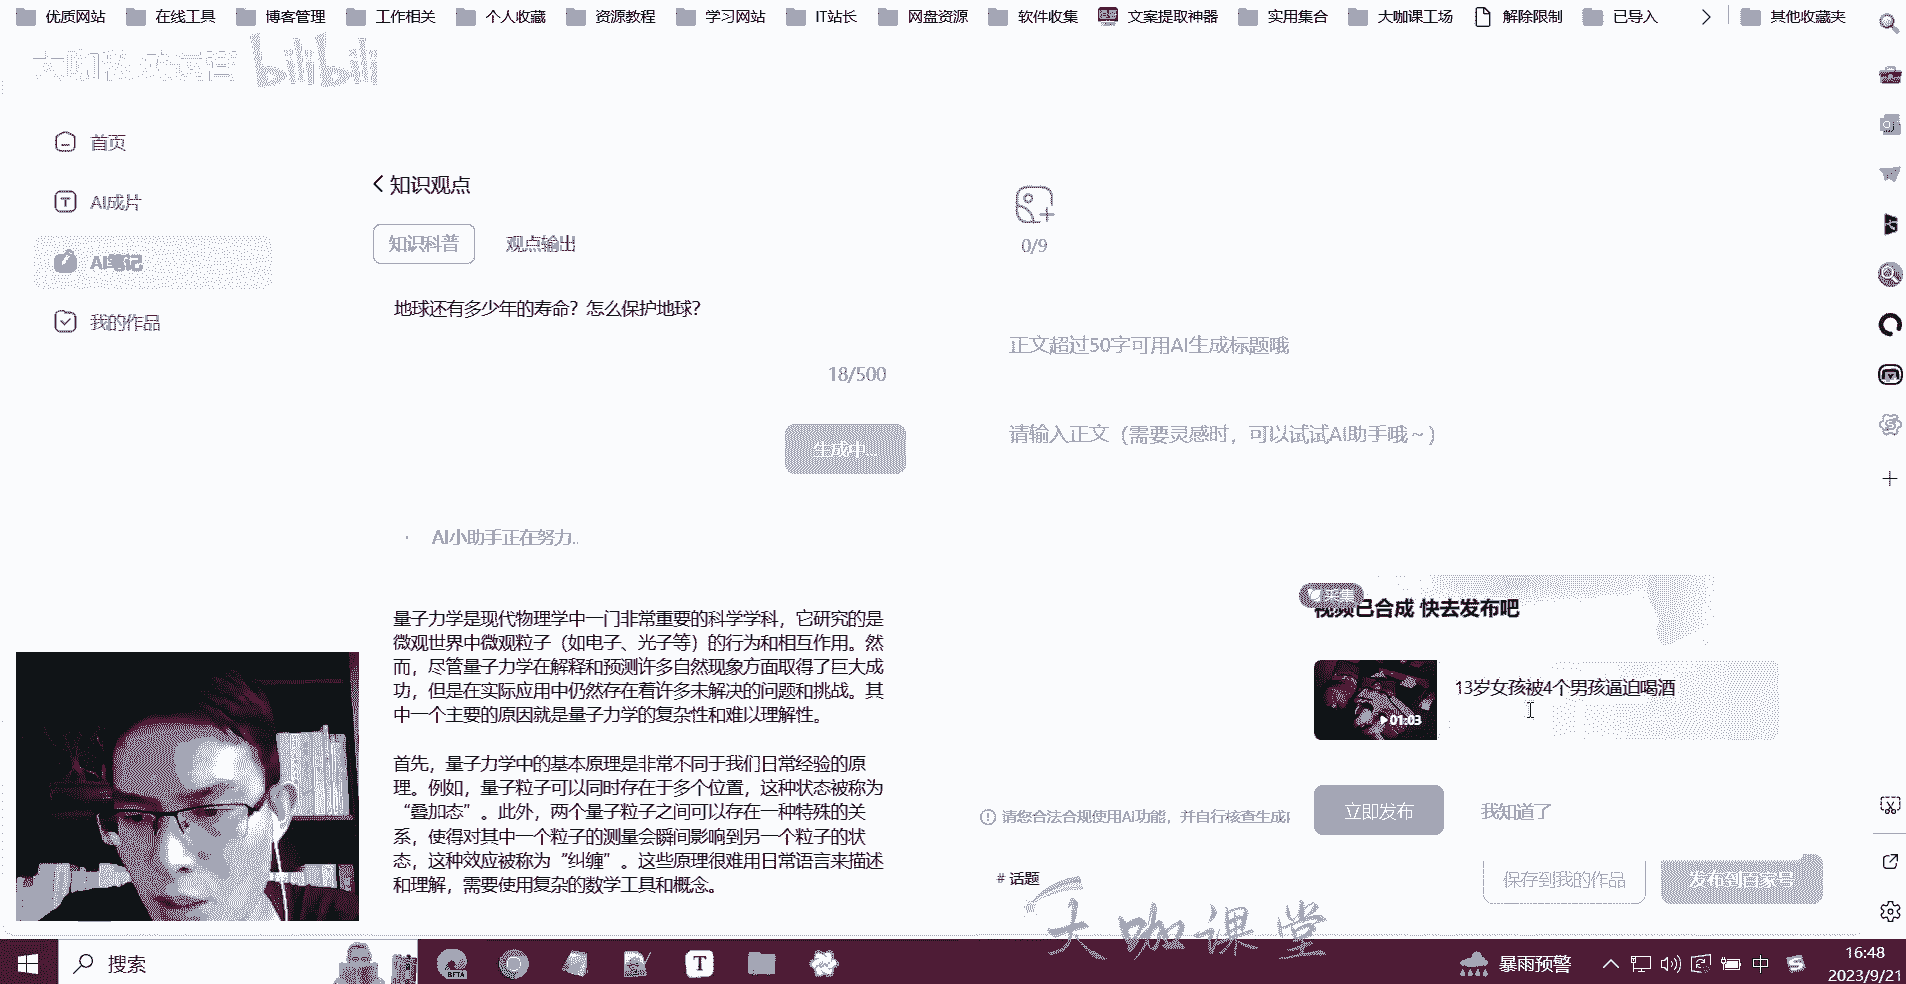 优质网站
在线工具
博客管理
工作相关
个人收藏
资源教程
学习网站
IT站长
网盘资源
软件收集
文案提取神器
实用集合
大咖课工场
解除限制
已导入
其他收藏夹
bilibili
首页
AI成片
AI笔记
我的作品
知识观点
知识科普
观点输出
地球还有多少年的寿命？怎么保护地球？
18/500
生成中...
AI小助手正在努力..
量子力学是现代物理学中一门非常重要的科学学科，它研究的是
微观世界中微观粒子（如电子、光子等）的行为和相互作用。然
而，尽管量子力学在解释和预测许多自然现象方面取得了巨大成
功，但是在实际应用中仍然存在着许多未解决的问题和挑战。其
中一个主要的原因就是量子力学的复杂性和难以理解性。
首先，量子力学中的基本原理是非常不同于我们日常经验的原
理。例如，量子粒子可以同时存在于多个位置，这种状态被称为
“叠加态”。此外，两个量子粒子之间可以存在一种特殊的关
系，使得对其中一个粒子的测量会瞬间影响到另一个粒子的状
态，这种效应被称为“纠缠”。这些原理很难用日常语言来描述
和理解，需要使用复杂的数学工具和概念。
0/9
正文超过50字可用AI生成标题哦
请输入正文（需要灵感时，可以试试AI助手哦～）
视频已合成 快去发布吧
01:03
13岁女孩被4个男孩逼迫喝酒
立即发布
我知道了
请您合法合规使用AI功能，并自行核查生成
# 话题
保存到我的作品
发布到百家号
大咖课堂
搜索
BETA
T
暴雨预警
中
16:48
2023/9/21